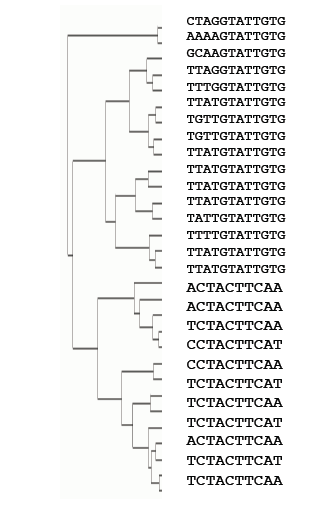 CTAGGTATTGTG
AAAAGTATTGTG
GCAAGTATTGTG
TTAGGTATTGTG
TTTGGTATTGTG
TTATGTATTGTG
TGTTGTATTGTG
TGTTGTATTGTG
TTATGTATTGTG
TTATGTATTGTG
TTATGTATTGTG
TTATGTATTGTG
TATTGTATTGTG
TTTTGTATTGTG
TTATGTATTGTG
TTATGTATTGTG
ACTACTTCAA
ACTACTTCAA
TCTACTTCAA
CCTACTTCAT
CCTACTTCAA
TCTACTTCAT
TCTACTTCAA
TCTACTTCAT
ACTACTTCAA
TCTACTTCAT
TCTACTTCAA